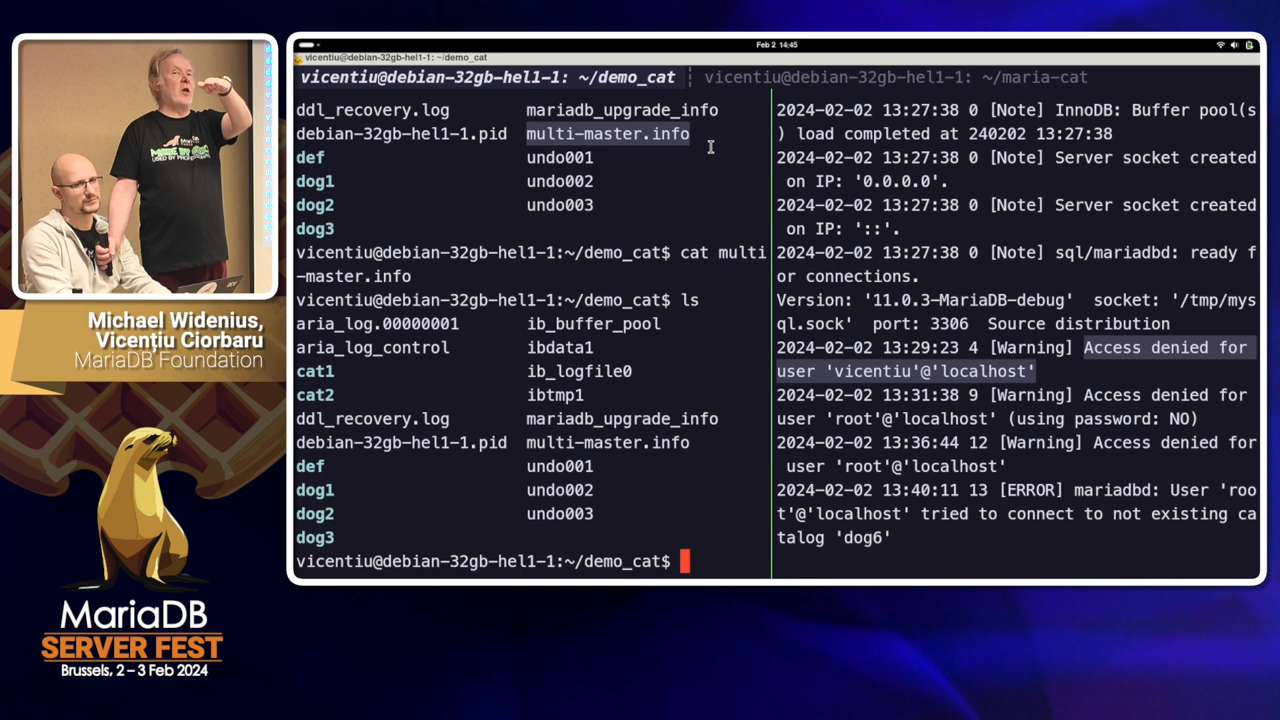 Feb 2 14:45
vicentiu@debian-32gb-hel1-1: ~/demo_cat
vicentiu@debian-32gb-hel1-1: ~/demo_cat
vicentiu@debian-32gb-hel1-1: ~/maria-cat
ddl_recovery.log mariadb_upgrade_info
debian-32gb-hel1-1.pid multi-master.info
def undo001
dog1 undo002
dog2 undo003
dog3
vicentiu@debian-32gb-hel1-1:~/demo_cat$ cat multi
-master.info
vicentiu@debian-32gb-hel1-1:~/demo_cat$ ls
aria_log.00000001 ib_buffer_pool
aria_log_control ibdata1
cat1 ib_logfile0
cat2 ibtmp1
ddl_recovery.log mariadb_upgrade_info
debian-32gb-hel1-1.pid multi-master.info
def undo001
dog1 undo002
dog2 undo003
dog3
vicentiu@debian-32gb-hel1-1:~/demo_cat$
2024-02-02 13:27:38 0 [Note] InnoDB: Buffer pool(s
) load completed at 240202 13:27:38
2024-02-02 13:27:38 0 [Note] Server socket created
on IP: '0.0.0.0'.
2024-02-02 13:27:38 0 [Note] Server socket created
on IP: '::'.
2024-02-02 13:27:38 0 [Note] sql/mariadbd: ready f
or connections.
Version: '11.0.3-MariaDB-debug' socket: '/tmp/mys
ql.sock' port: 3306 Source distribution
2024-02-02 13:29:23 4 [Warning] Access denied for
user 'vicentiu'@'localhost'
2024-02-02 13:31:38 9 [Warning] Access denied for
user 'root'@'localhost' (using password: NO)
2024-02-02 13:36:44 12 [Warning] Access denied for
user 'root'@'localhost'
2024-02-02 13:40:11 13 [ERROR] mariadbd: User 'roo
t'@'localhost' tried to connect to not existing ca
talog 'dog6'
Michael Widenius,
Vicențiu Ciorbaru
MariaDB Foundation
MariaDB
SERVER FEST
Brussels, 2 – 3 Feb 2024